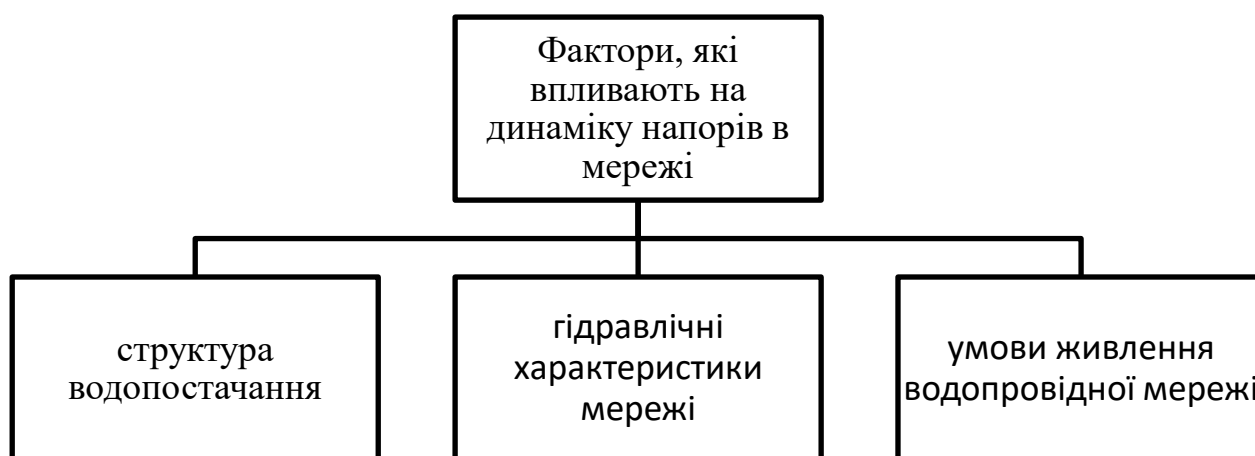 Фактори, які
впливають на
динаміку напорів в
мережі
структура
водопостачання
гідравлічні
характеристики
мережі
умови живлення
водопровідної мережі